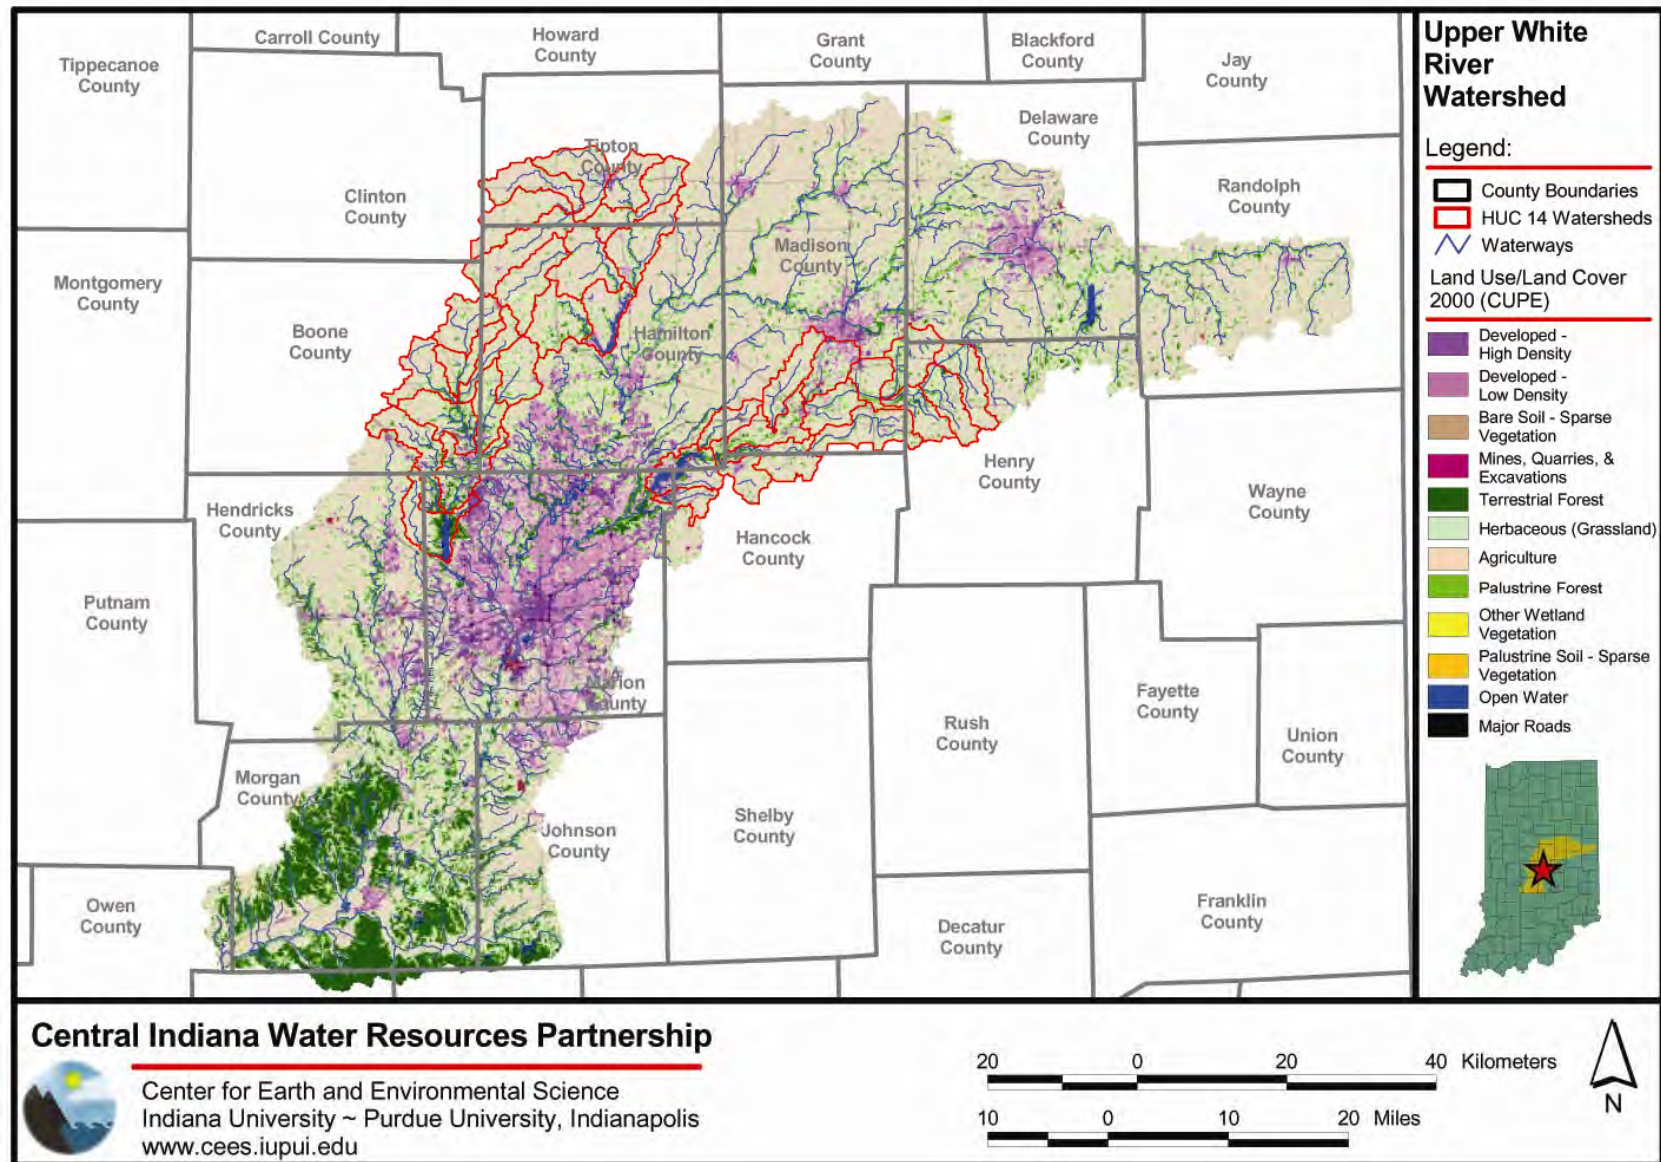 Carroll County
Howard
County
Grant
County
Blackford
County
Jay
County
Tippecanoe
County
Delaware
County
Tipton
County
Clinton
County
Randolph
County
Madison
County
Montgomery
County
Boone
County
Hamilton
County
Henry
County
Wayne
County
Hendricks
County
Hancock
County
Putnam
County
Marion
County
Fayette
County
Rush
County
Union
County
Morgan
County
Shelby
County
Johnson
County
Owen
County
Decatur
County
Franklin
County
Upper White
River
Watershed
Legend:
County Boundaries
HUC 14 Watersheds
Waterways
Land Use/Land Cover
2000 (CUPE)
Developed -
High Density
Developed -
Low Density
Bare Soil - Sparse
Vegetation
Mines, Quarries, &
Excavations
Terrestrial Forest
Herbaceous (Grassland)
Agriculture
Palustrine Forest
Other Wetland
Vegetation
Palustrine Soil - Sparse
Vegetation
Open Water
Major Roads
Central Indiana Water Resources Partnership
Center for Earth and Environmental Science
Indiana University ~ Purdue University, Indianapolis
www.cees.iupui.edu
20 0 20 40 Kilometers
10 0 10 20 Miles
N